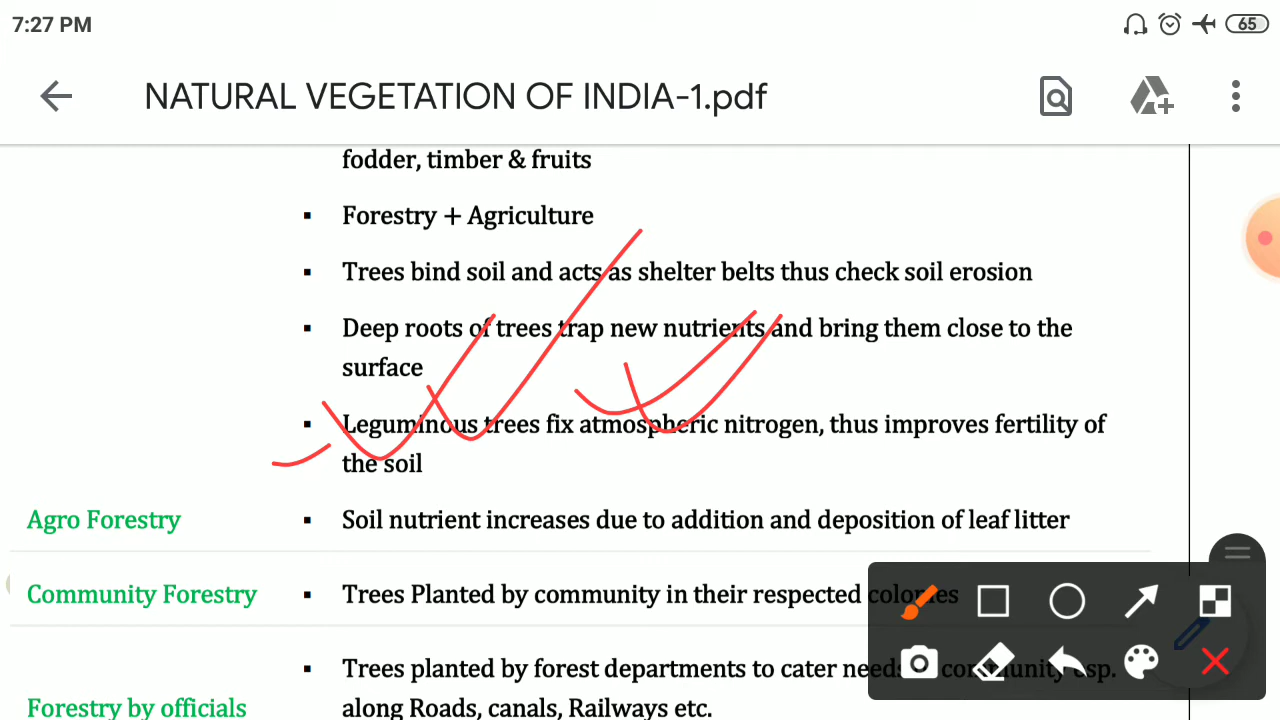 7:27 PM
65
NATURAL VEGETATION OF INDIA-1.pdf
fodder, timber & fruits
▪ Forestry + Agriculture
▪ Trees bind soil and acts as shelter belts thus check soil erosion
▪ Deep roots of trees trap new nutrients and bring them close to the
surface
▪ Leguminous trees fix atmospheric nitrogen, thus improves fertility of
the soil
Agro Forestry ▪ Soil nutrient increases due to addition and deposition of leaf litter
Community Forestry ▪ Trees Planted by community in their respected colonies
▪ Trees planted by forest departments to cater needs of community esp.
Forestry by officials along Roads, canals, Railways etc.